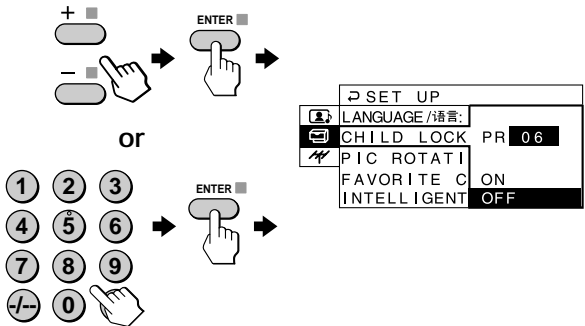 +
ENTER
–
or
1 2 3
4 5 6
7 8 9
-/-- 0
ENTER
SET UP
LANGUAGE/语言:
CHILD LOCK PR 06
PIC ROTATI
FAVORITE C ON
INTELLIGENT OFF